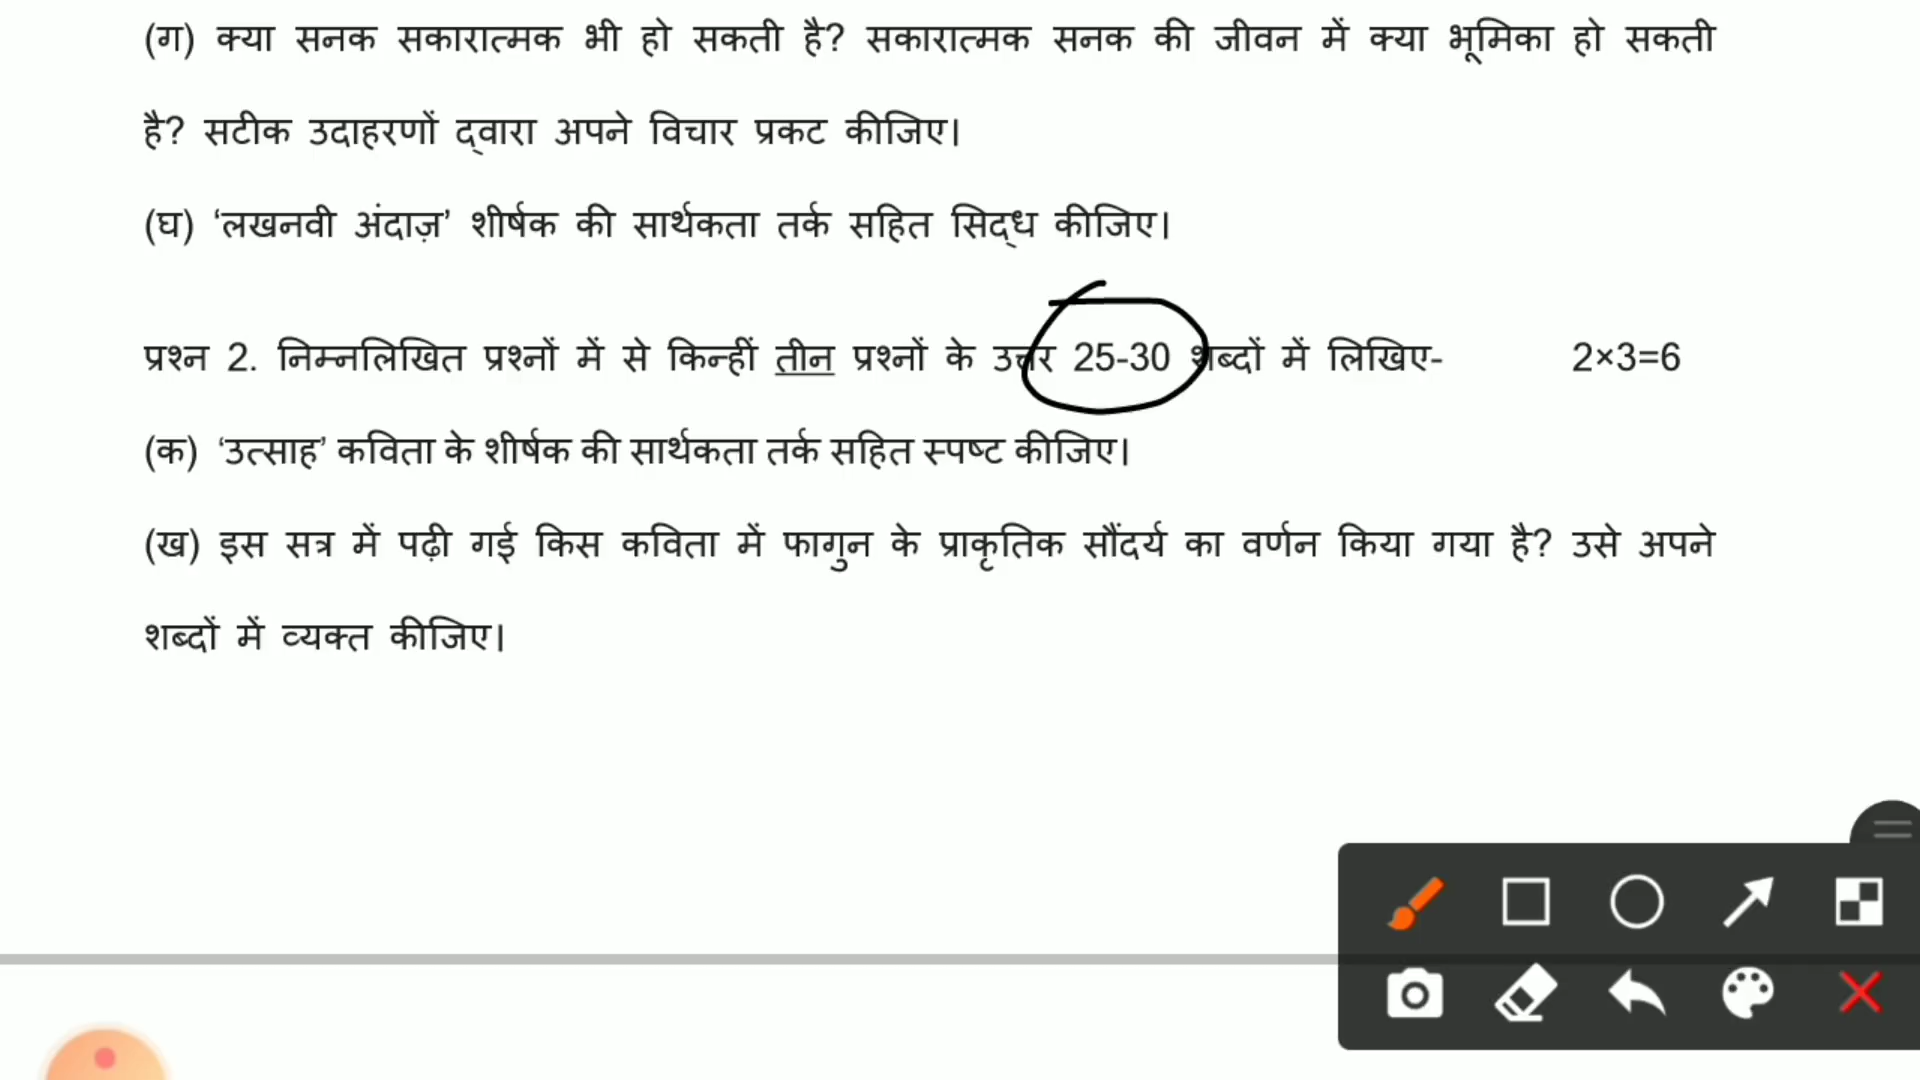 (ग) क्या सनक सकारात्मक भी हो सकती है? सकारात्मक सनक की जीवन में क्या भूमिका हो सकती
है? सटीक उदाहरणों द्वारा अपने विचार प्रकट कीजिए।
(घ) ‘लखनवी अंदाज़’ शीर्षक की सार्थकता तर्क सहित सिद्ध कीजिए।
प्रश्न 2. निम्नलिखित प्रश्नों में से किन्हीं तीन प्रश्नों के उत्तर 25-30 शब्दों में लिखिए- 2×3=6
(क) ‘उत्साह’ कविता के शीर्षक की सार्थकता तर्क सहित स्पष्ट कीजिए।
(ख) इस सत्र में पढ़ी गई किस कविता में फागुन के प्राकृतिक सौंदर्य का वर्णन किया गया है? उसे अपने
शब्दों में व्यक्त कीजिए।